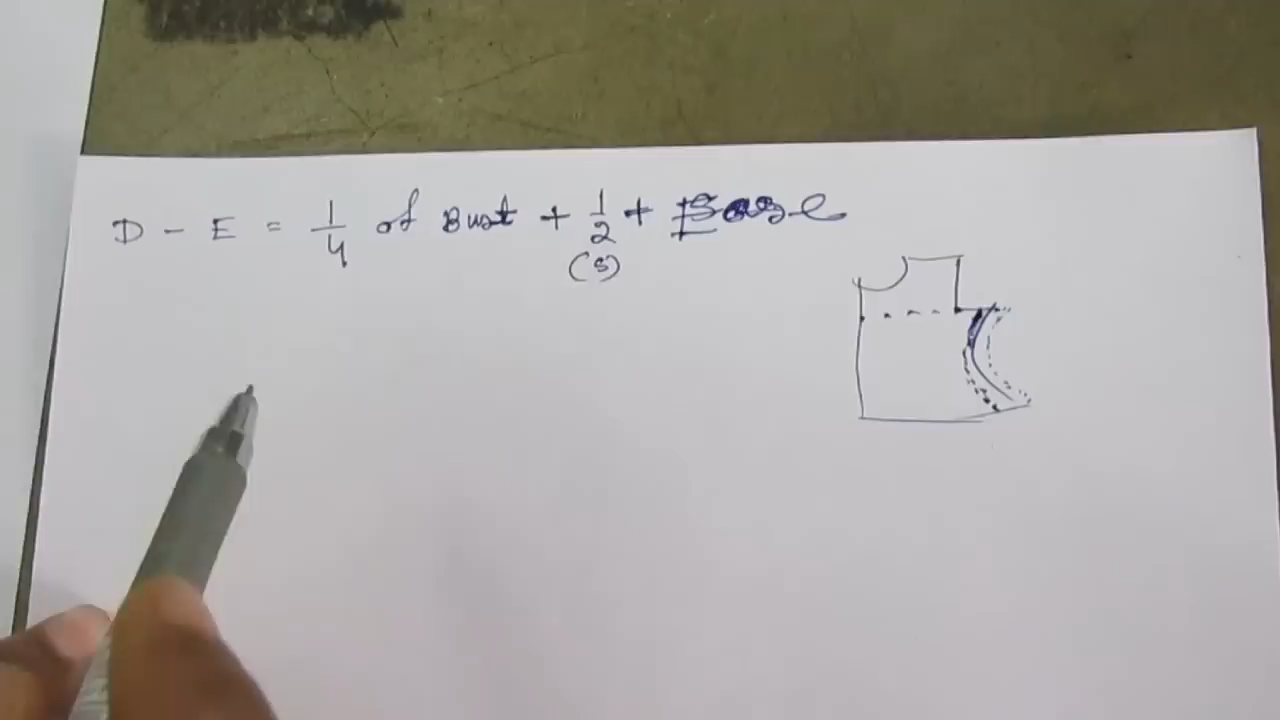 D - E = 1/4 of Bust + 1/2 + Ease
(s)